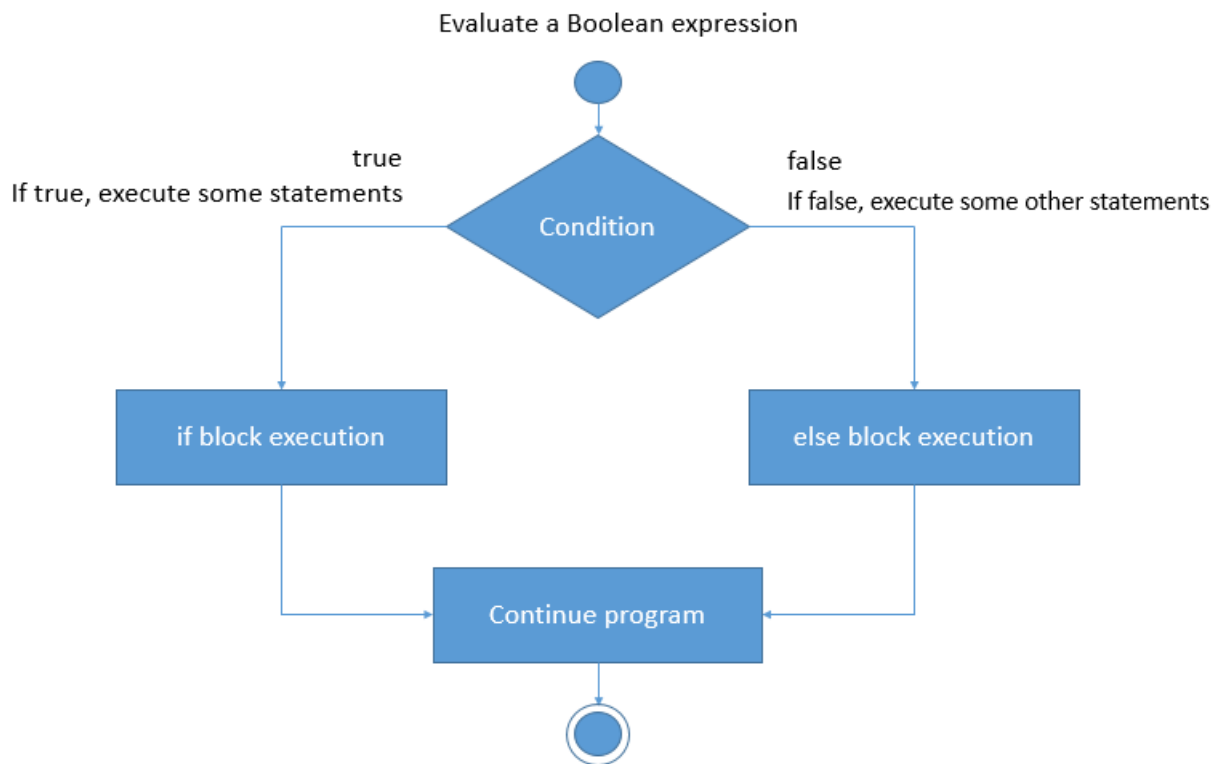 Evaluate a Boolean expression
true
If true, execute some statements
false
If false, execute some other statements
Condition
if block execution
else block execution
Continue program